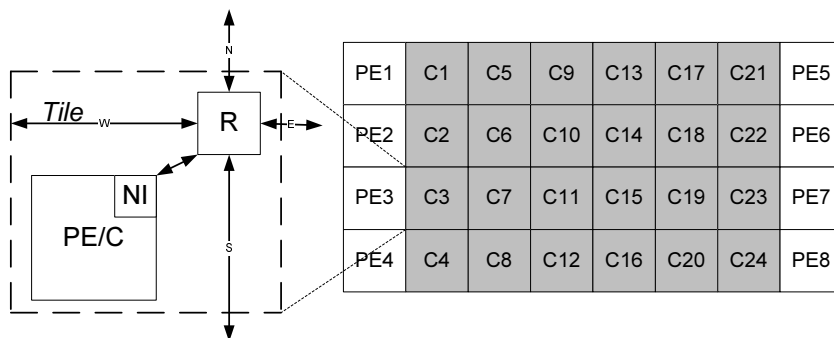 N
Tile
W
R
E
NI
PE/C
S
PE1 C1 C5 C9 C13 C17 C21 PE5
PE2 C2 C6 C10 C14 C18 C22 PE6
PE3 C3 C7 C11 C15 C19 C23 PE7
PE4 C4 C8 C12 C16 C20 C24 PE8